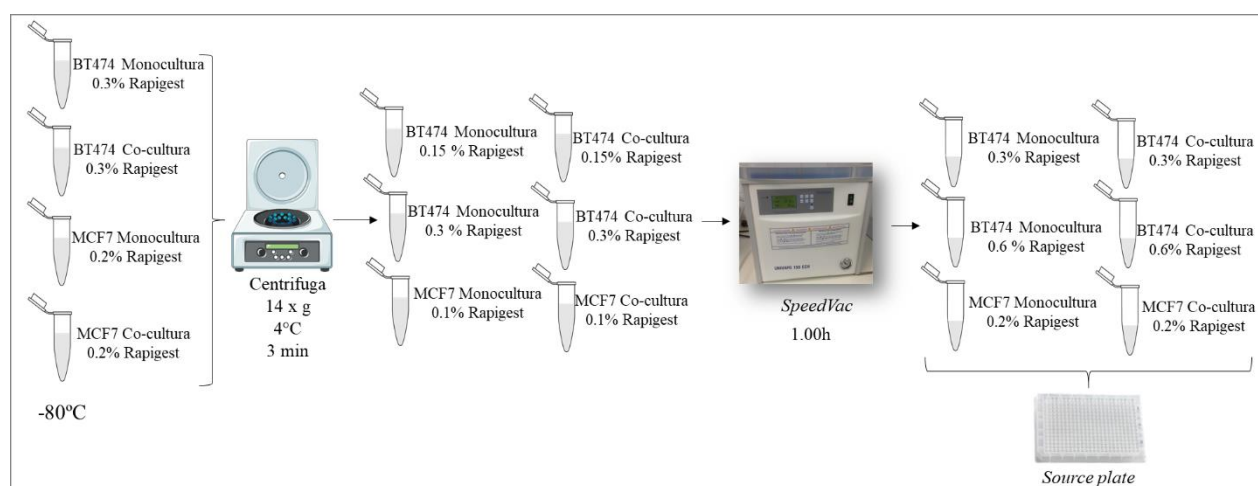 BT474 Monocultura
0.3% Rapigest
BT474 Co-cultura
0.3% Rapigest
MCF7 Monocultura
0.2% Rapigest
MCF7 Co-cultura
0.2% Rapigest
-80ºC
Centrifuga
14 x g
4°C
3 min
BT474 Monocultura
0.15 % Rapigest
BT474 Co-cultura
0.15% Rapigest
BT474 Monocultura
0.3 % Rapigest
BT474 Co-cultura
0.3% Rapigest
MCF7 Monocultura
0.1% Rapigest
MCF7 Co-cultura
0.1% Rapigest
SpeedVac
1.00h
BT474 Monocultura
0.3% Rapigest
BT474 Co-cultura
0.3% Rapigest
BT474 Monocultura
0.6 % Rapigest
BT474 Co-cultura
0.6% Rapigest
MCF7 Monocultura
0.2% Rapigest
MCF7 Co-cultura
0.2% Rapigest
Source plate